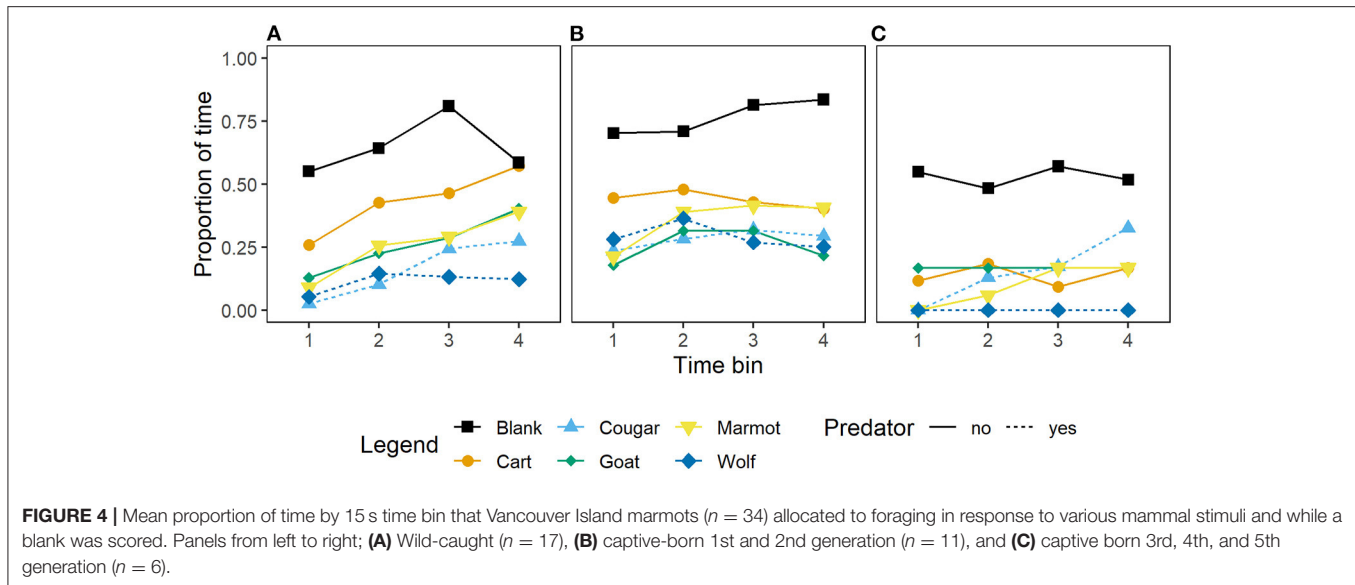 A B C
1.00
0.75
0.50
0.25
0.00
Proportion of time
1 2 3 4 1 2 3 4 1 2 3 4
Time bin
Legend
Blank Cougar Marmot
Cart Goat Wolf
Predator no yes
FIGURE 4 | Mean proportion of time by 15 s time bin that Vancouver Island marmots (n = 34) allocated to foraging in response to various mammal stimuli and while a
blank was scored. Panels from left to right; (A) Wild-caught (n = 17), (B) captive-born 1st and 2nd generation (n = 11), and (C) captive born 3rd, 4th, and 5th
generation (n = 6).